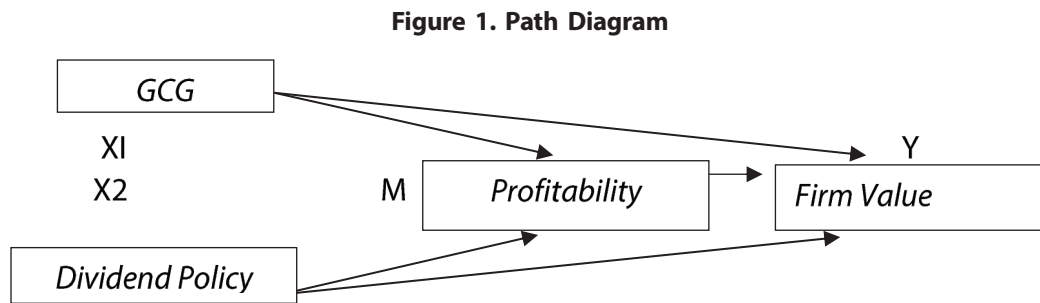 Figure 1. Path Diagram
GCG
XI
Y
X2
M
Profitability
Firm Value
Dividend Policy